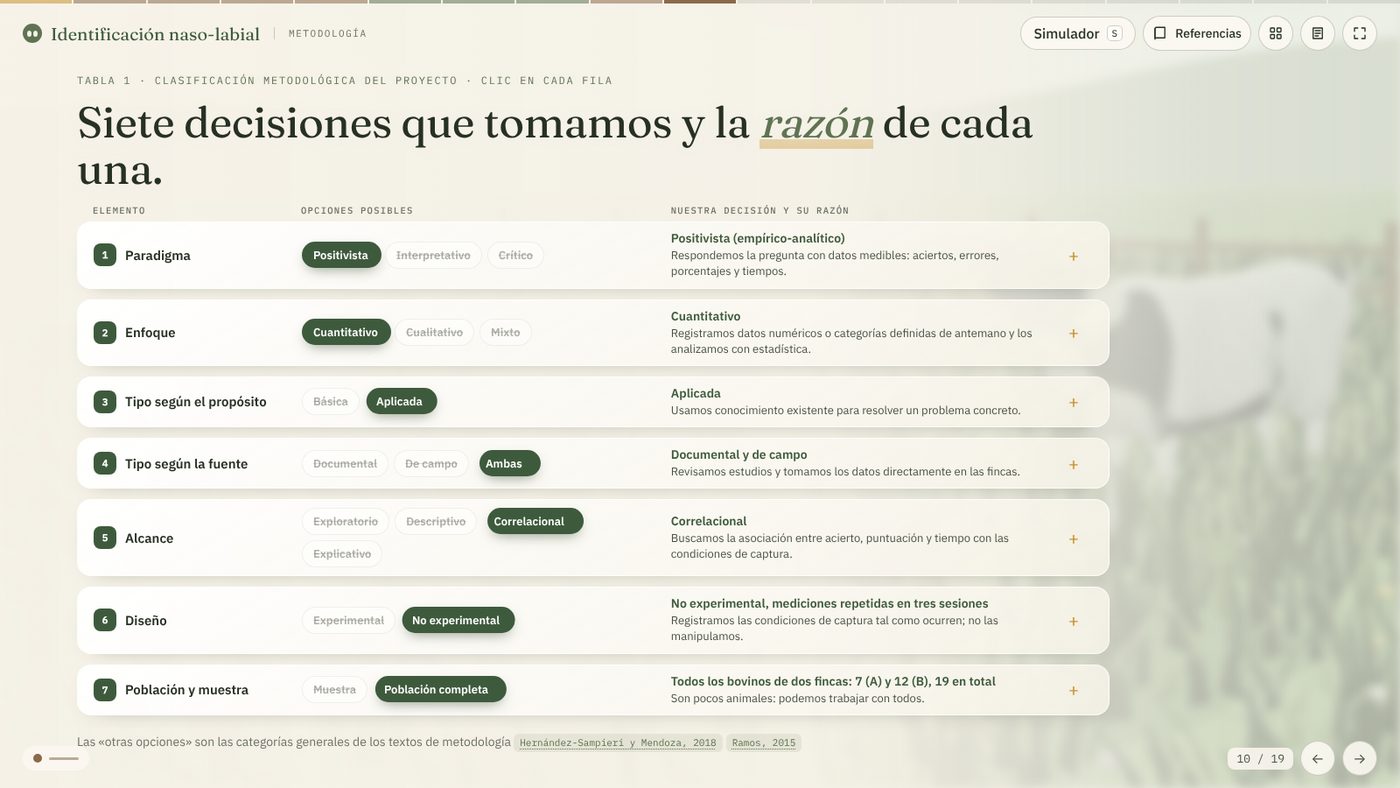 Identificación naso-labial
METODOLOGÍA
Simulador S
Referencias
TABLA 1 · CLASIFICACIÓN METODOLÓGICA DEL PROYECTO · CLIC EN CADA FILA
Siete decisiones que tomamos y la razón de cada
una.
ELEMENTO
OPCIONES POSIBLES
NUESTRA DECISIÓN Y SU RAZÓN
1 Paradigma
Positivista Interpretativo Crítico
Positivista (empírico-analítico)
Respondemos la pregunta con datos medibles: aciertos, errores,
porcentajes y tiempos.
+
2 Enfoque
Cuantitativo Cualitativo Mixto
Cuantitativo
Registramos datos numéricos o categorías definidas de antemano y los
analizamos con estadística.
+
3 Tipo según el propósito
Básica Aplicada
Aplicada
Usamos conocimiento existente para resolver un problema concreto.
+
4 Tipo según la fuente
Documental De campo Ambas
Documental y de campo
Revisamos estudios y tomamos los datos directamente en las fincas.
+
5 Alcance
Exploratorio Descriptivo Correlacional
Explicativo
Correlacional
Buscamos la asociación entre acierto, puntuación y tiempo con las
condiciones de captura.
+
6 Diseño
Experimental No experimental
No experimental, mediciones repetidas en tres sesiones
Registramos las condiciones de captura tal como ocurren; no las
manipulamos.
+
7 Población y muestra
Muestra Población completa
Todos los bovinos de dos fincas: 7 (A) y 12 (B), 19 en total
Son pocos animales: podemos trabajar con todos.
+
Las «otras opciones» son las categorías generales de los textos de metodología Hernández-Sampieri y Mendoza, 2018 Ramos, 2015
10 / 19
← →